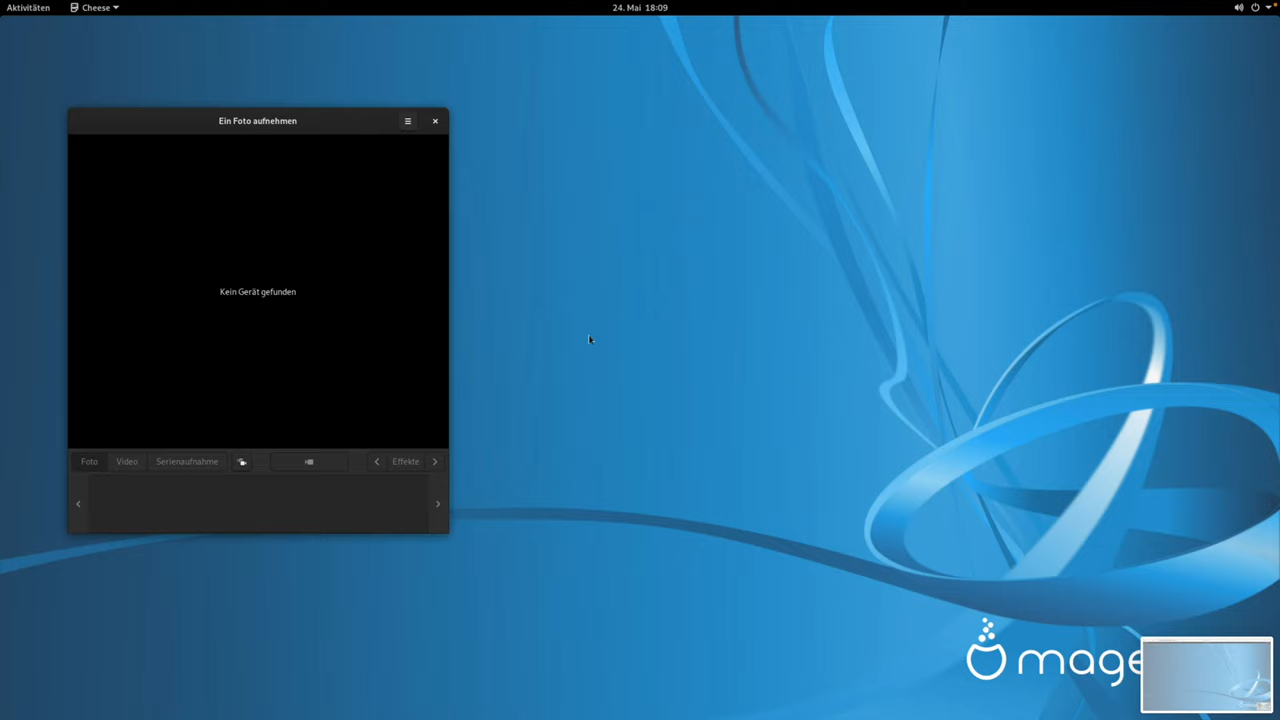 Aktivitäten Cheese 24. Mai 18:09
Ein Foto aufnehmen
Kein Gerät gefunden
Foto Video Serienaufnahme Effekte
mage